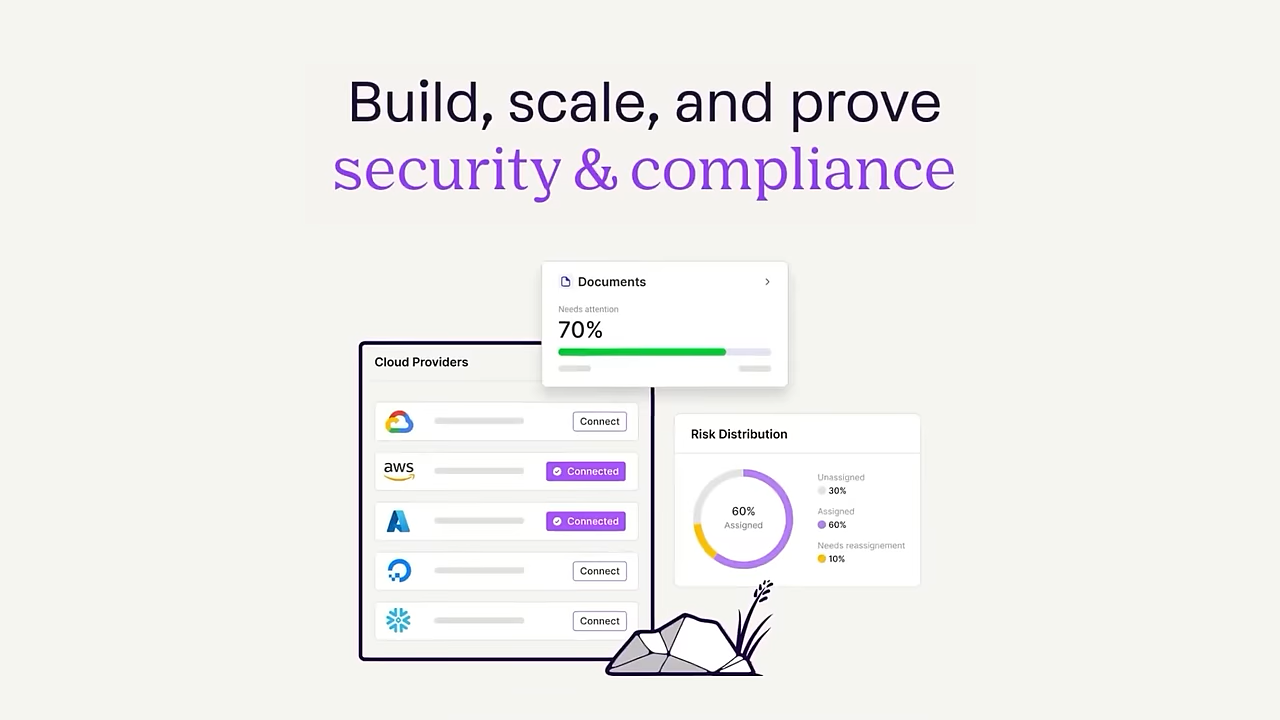 Build, scale, and prove
security & compliance
Documents
Needs attention
70%
Cloud Providers
Connect
aws
Connected
Connected
Connect
Connect
Risk Distribution
60%
Assigned
Unassigned
30%
Assigned
60%
Needs reassignement
10%